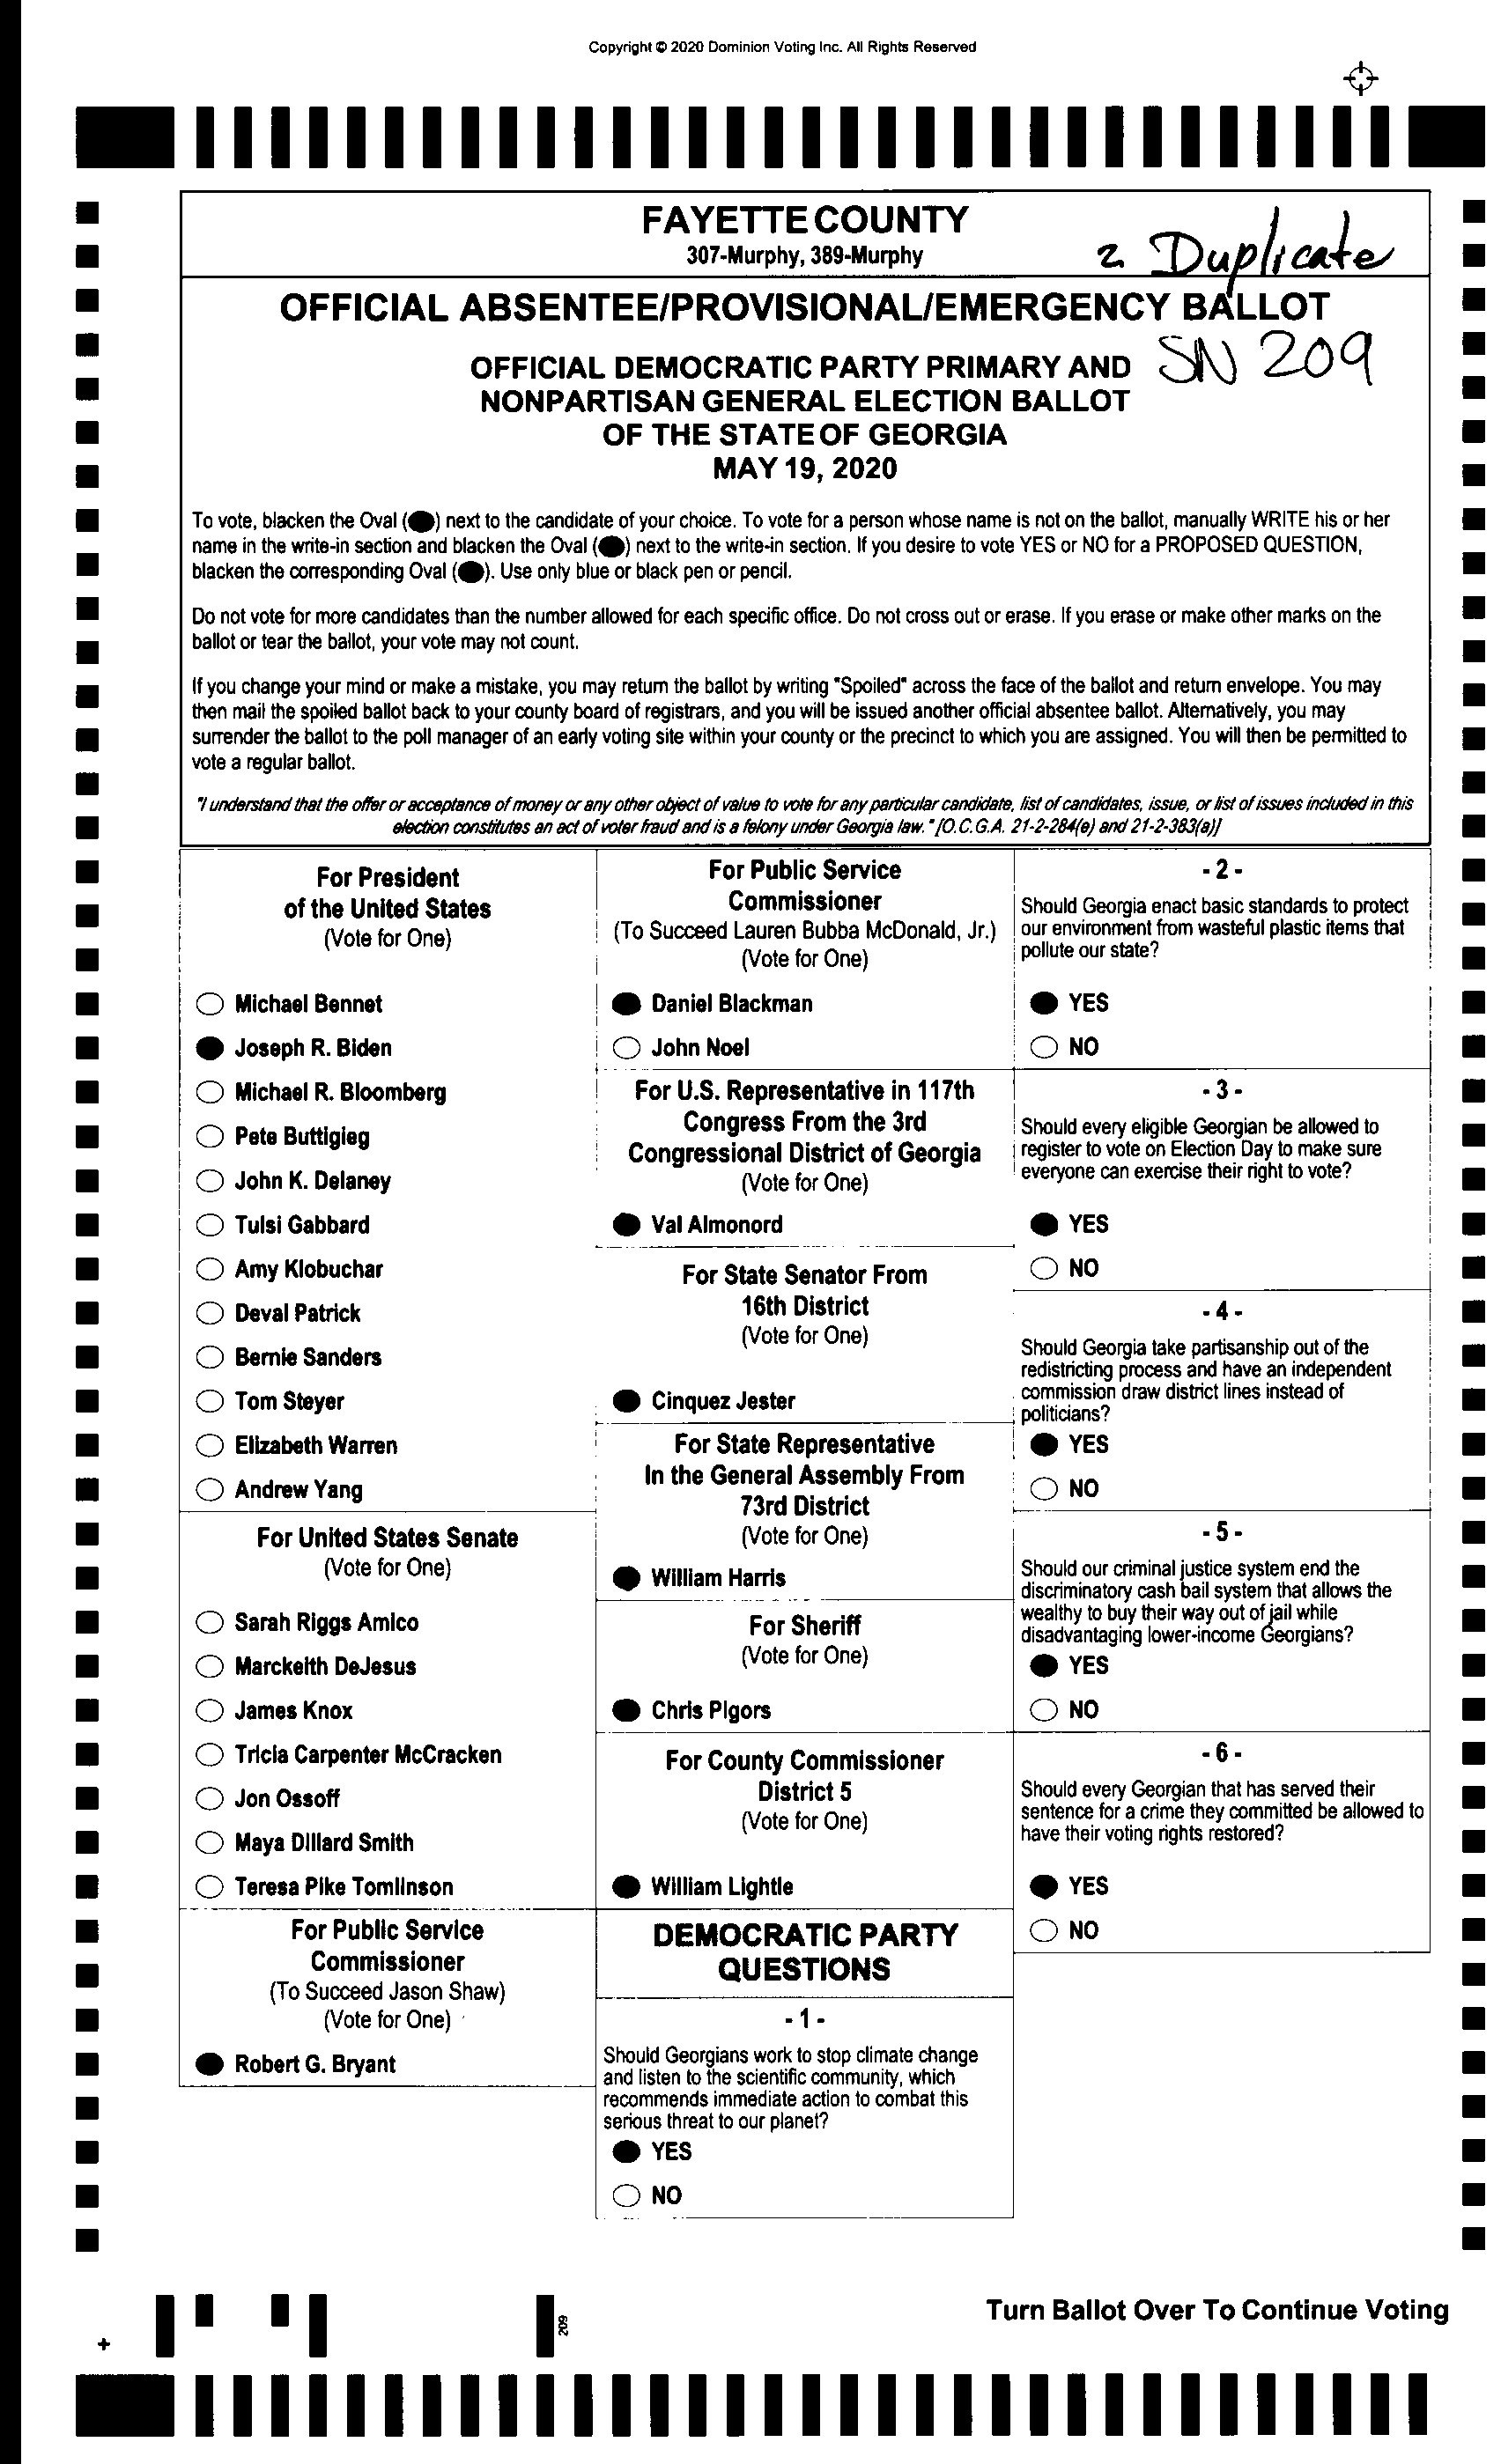 Copyright © 2020 Dominion Voting Inc. All Rights Reserved
FAYETTE COUNTY
307-Murphy, 389-Murphy
2 Duplicate
OFFICIAL ABSENTEE/PROVISIONAL/EMERGENCY BALLOT
SN 209
OFFICIAL DEMOCRATIC PARTY PRIMARY AND
NONPARTISAN GENERAL ELECTION BALLOT
OF THE STATE OF GEORGIA
MAY 19, 2020
To vote, blacken the Oval (⬬) next to the candidate of your choice. To vote for a person whose name is not on the ballot, manually WRITE his or her
name in the write-in section and blacken the Oval (⬬) next to the write-in section. If you desire to vote YES or NO for a PROPOSED QUESTION,
blacken the corresponding Oval (⬬). Use only blue or black pen or pencil.
Do not vote for more candidates than the number allowed for each specific office. Do not cross out or erase. If you erase or make other marks on the
ballot or tear the ballot, your vote may not count.
If you change your mind or make a mistake, you may return the ballot by writing "Spoiled" across the face of the ballot and return envelope. You may
then mail the spoiled ballot back to your county board of registrars, and you will be issued another official absentee ballot. Alternatively, you may
surrender the ballot to the poll manager of an early voting site within your county or the precinct to which you are assigned. You will then be permitted to
vote a regular ballot.
"I understand that the offer or acceptance of money or any other object of value to vote for any particular candidate, list of candidates, issue, or list of issues included in this
election constitutes an act of voter fraud and is a felony under Georgia law." [O.C.G.A. 21-2-284(e) and 21-2-383(a)]
For President
of the United States
(Vote for One)
Michael Bennet
Joseph R. Biden
Michael R. Bloomberg
Pete Buttigieg
John K. Delaney
Tulsi Gabbard
Amy Klobuchar
Deval Patrick
Bernie Sanders
Tom Steyer
Elizabeth Warren
Andrew Yang
For United States Senate
(Vote for One)
Sarah Riggs Amico
Marckeith DeJesus
James Knox
Tricia Carpenter McCracken
Jon Ossoff
Maya Dillard Smith
Teresa Pike Tomlinson
For Public Service
Commissioner
(To Succeed Jason Shaw)
(Vote for One)
Robert G. Bryant
For Public Service
Commissioner
(To Succeed Lauren Bubba McDonald, Jr.)
(Vote for One)
Daniel Blackman
John Noel
For U.S. Representative in 117th
Congress From the 3rd
Congressional District of Georgia
(Vote for One)
Val Almonord
For State Senator From
16th District
(Vote for One)
Cinquez Jester
For State Representative
In the General Assembly From
73rd District
(Vote for One)
William Harris
For Sheriff
(Vote for One)
Chris Pigors
For County Commissioner
District 5
(Vote for One)
William Lightle
DEMOCRATIC PARTY
QUESTIONS
- 1 -
Should Georgians work to stop climate change
and listen to the scientific community, which
recommends immediate action to combat this
serious threat to our planet?
YES
NO
- 2 -
Should Georgia enact basic standards to protect
our environment from wasteful plastic items that
pollute our state?
YES
NO
- 3 -
Should every eligible Georgian be allowed to
register to vote on Election Day to make sure
everyone can exercise their right to vote?
YES
NO
- 4 -
Should Georgia take partisanship out of the
redistricting process and have an independent
commission draw district lines instead of
politicians?
YES
NO
- 5 -
Should our criminal justice system end the
discriminatory cash bail system that allows the
wealthy to buy their way out of jail while
disadvantaging lower-income Georgians?
YES
NO
- 6 -
Should every Georgian that has served their
sentence for a crime they committed be allowed to
have their voting rights restored?
YES
NO
Turn Ballot Over To Continue Voting
209